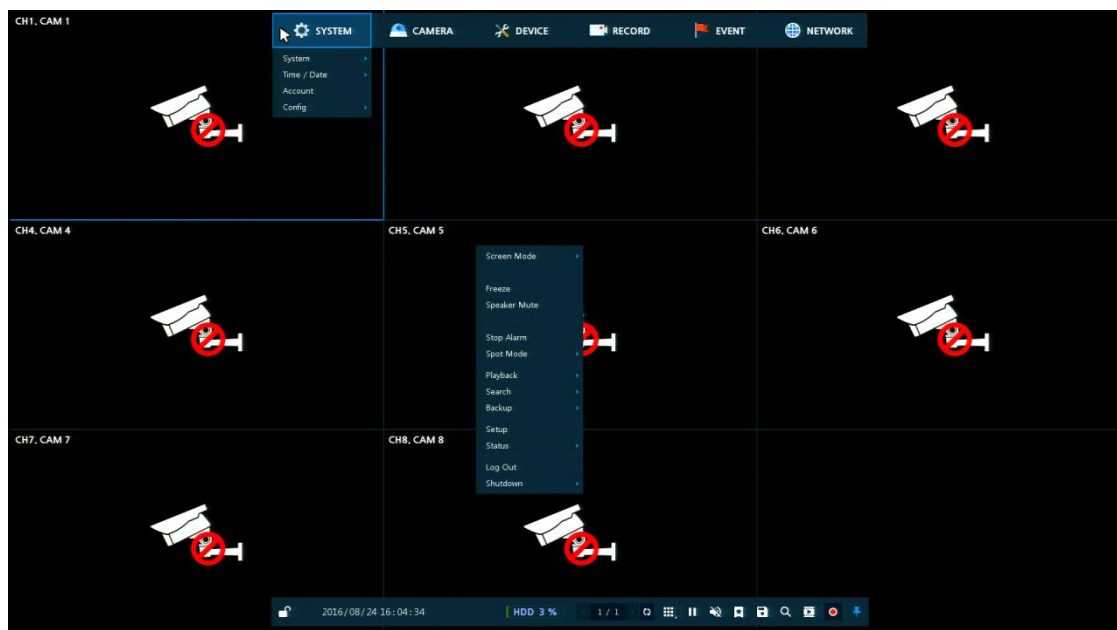 CH1, CAM 1
SYSTEM
CAMERA
DEVICE
RECORD
EVENT
NETWORK
System
Time / Date
Account
Config
CH4, CAM 4
CH5, CAM 5
CH6, CAM 6
Screen Mode
Freeze
Speaker Mute
Stop Alarm
Spot Mode
Playback
Search
Backup
Setup
Status
Log Out
Shutdown
CH7, CAM 7
CH8, CAM 8
2016/08/24 16:04:34
HDD 3 %
1 / 1